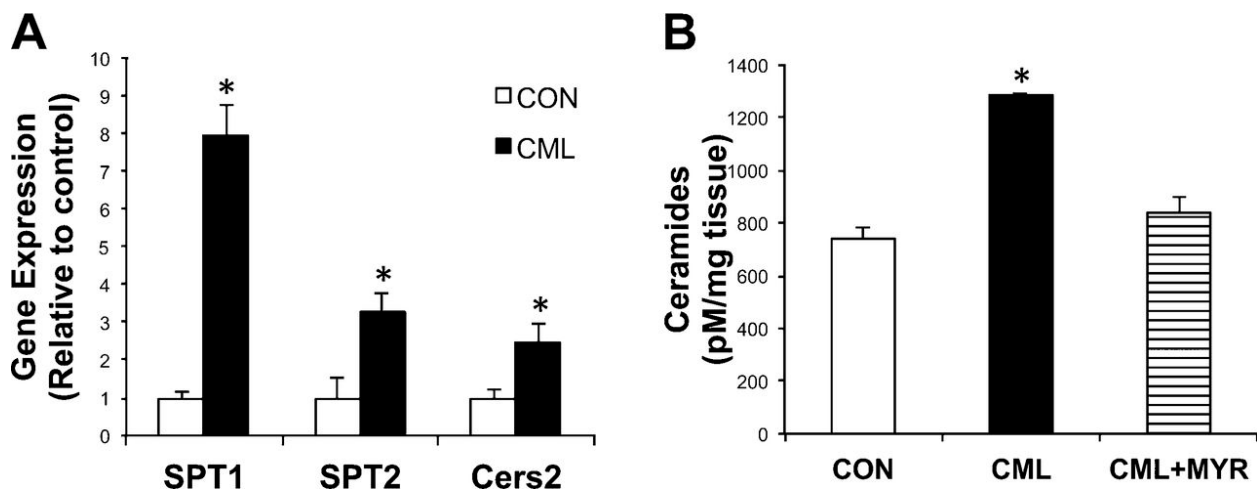 A
Gene Expression
(Relative to control)
10
9
8
7
6
5
4
3
2
1
0
*
*
*
CON
CML
SPT1 SPT2 Cers2
B
Ceramides
(pM/mg tissue)
1400
1200
1000
800
600
400
200
0
*
CON CML CML+MYR